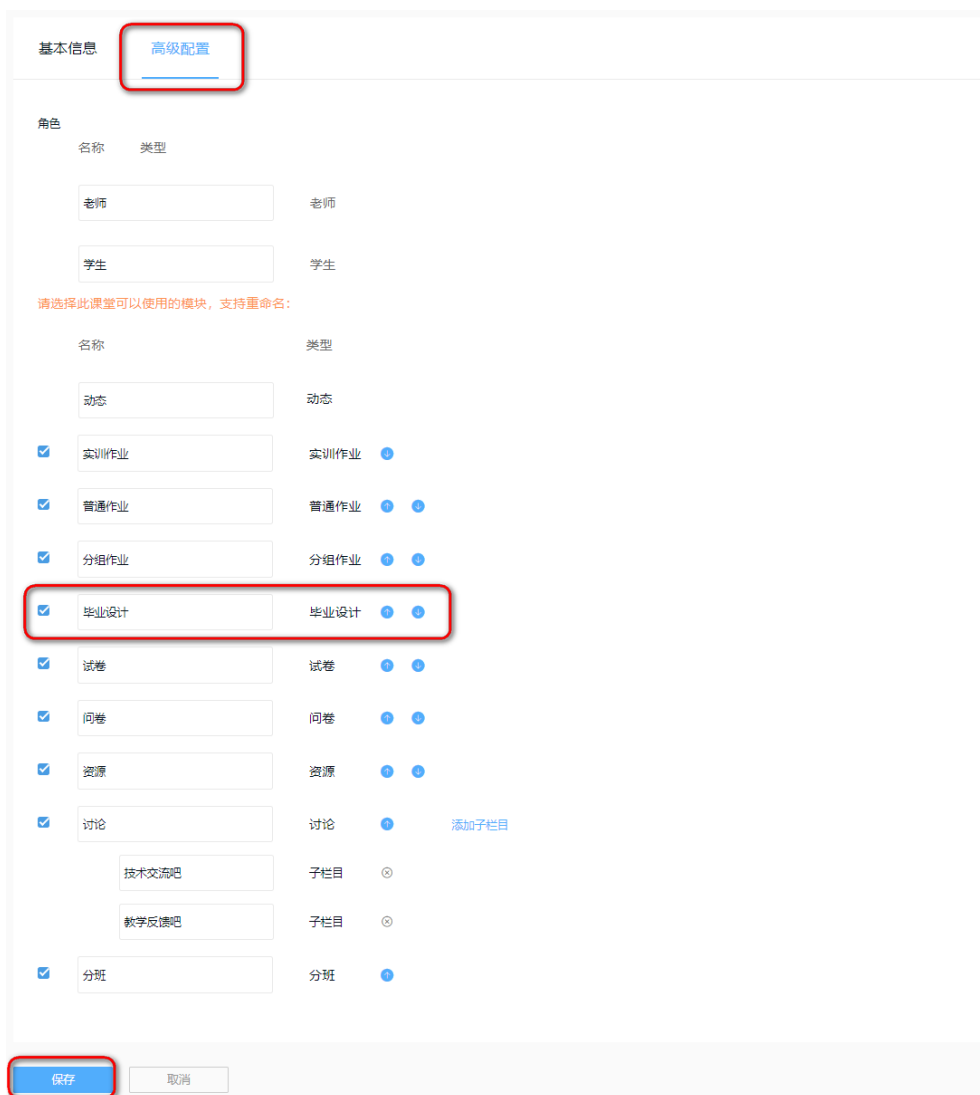 基本信息 高级配置
角色
名称 类型
老师 老师
学生 学生
请选择此课堂可以使用的模块，支持重命名：
名称 类型
动态 动态
实训作业 实训作业
普通作业 普通作业
分组作业 分组作业
毕业设计 毕业设计
试卷 试卷
问卷 问卷
资源 资源
讨论 讨论 添加子栏目
技术交流吧 子栏目
教学反馈吧 子栏目
分班 分班
保存 取消